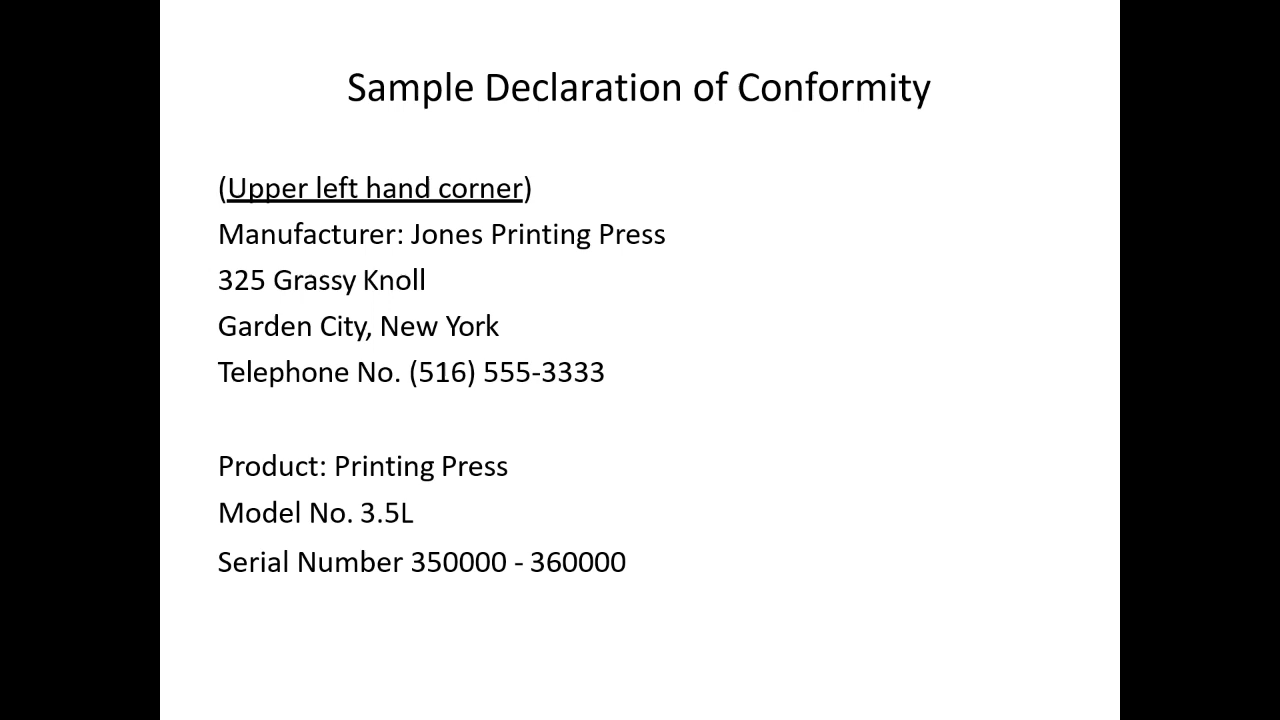 Sample Declaration of Conformity
(Upper left hand corner)
Manufacturer: Jones Printing Press
325 Grassy Knoll
Garden City, New York
Telephone No. (516) 555-3333
Product: Printing Press
Model No. 3.5L
Serial Number 350000 - 360000